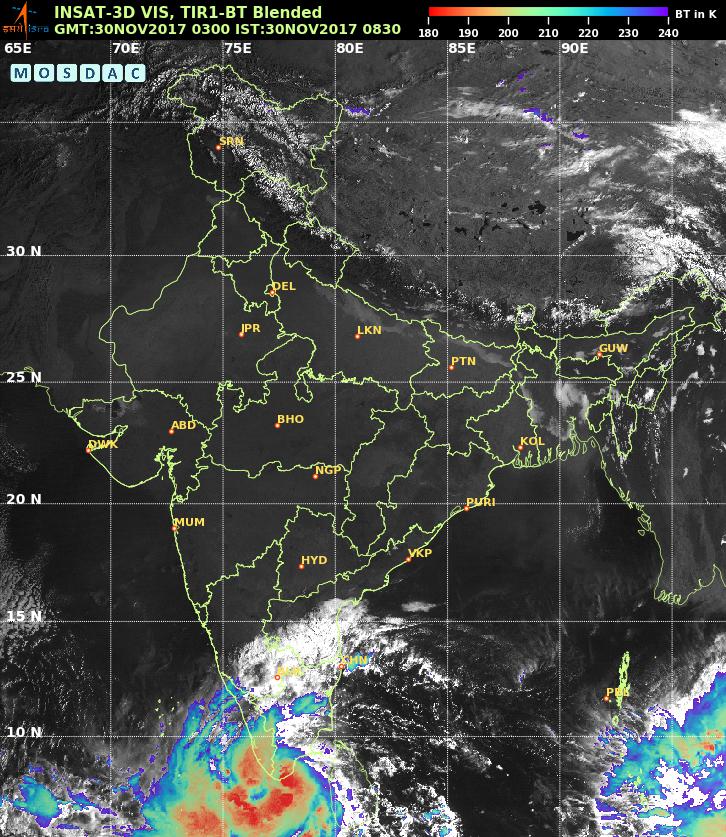 INSAT-3D VIS, TIR1-BT Blended
GMT:30NOV2017 0300 IST:30NOV2017 0830
BT in K
180 190 200 210 220 230 240
65E 70E 75E 80E 85E 90E
MOSDAC
SRN
30 N
DEL
JPR LKN
GUW
PTN
25 N
BHO
ABD
KOL
DWK
NGP
20 N
PURI
MUM
VKP
HYD
15 N
CHN
10 N